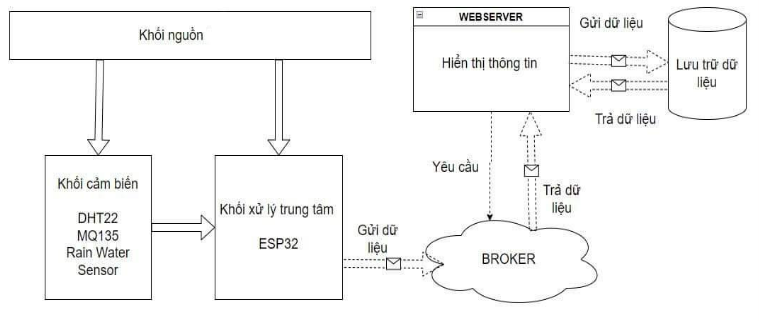 Khối nguồn
WEBSERVER
Hiển thị thông tin
Gửi dữ liệu
Lưu trữ dữ
liệu
Trả dữ liệu
Khối cảm biến
DHT22
MQ135
Rain Water
Sensor
Khối xử lý trung tâm
ESP32
Yêu cầu
Trả dữ
liệu
Gửi dữ
liệu
BROKER